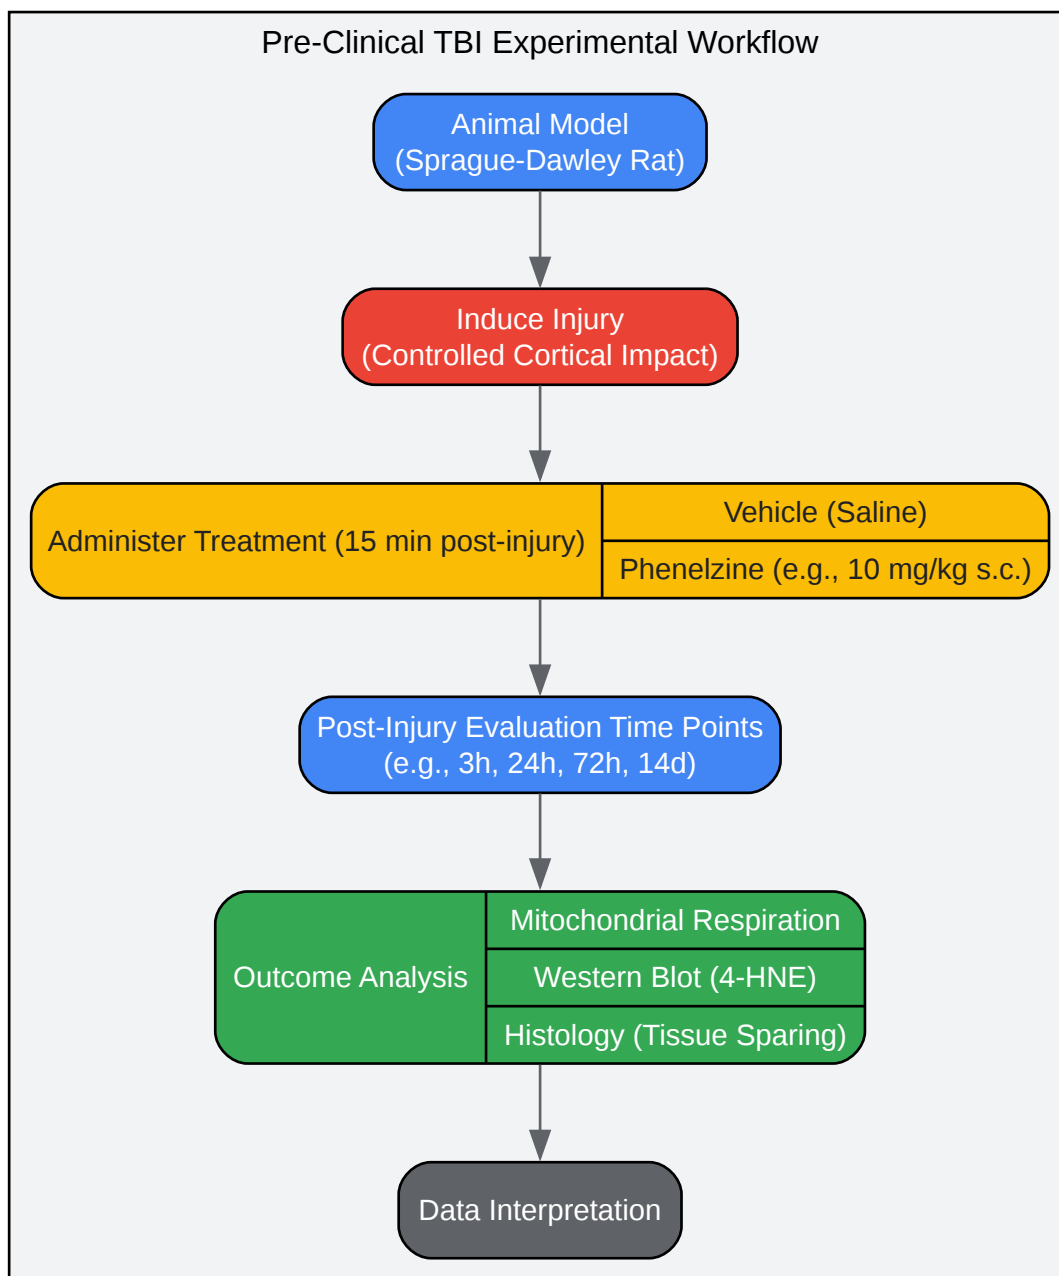 Pre-Clinical TBI Experimental Workflow
Animal Model
(Sprague-Dawley Rat)
Induce Injury
(Controlled Cortical Impact)
Administer Treatment (15 min post-injury)
Vehicle (Saline)
Phenelzine (e.g., 10 mg/kg s.c.)
Post-Injury Evaluation Time Points
(e.g., 3h, 24h, 72h, 14d)
Outcome Analysis
Mitochondrial Respiration
Western Blot (4-HNE)
Histology (Tissue Sparing)
Data Interpretation